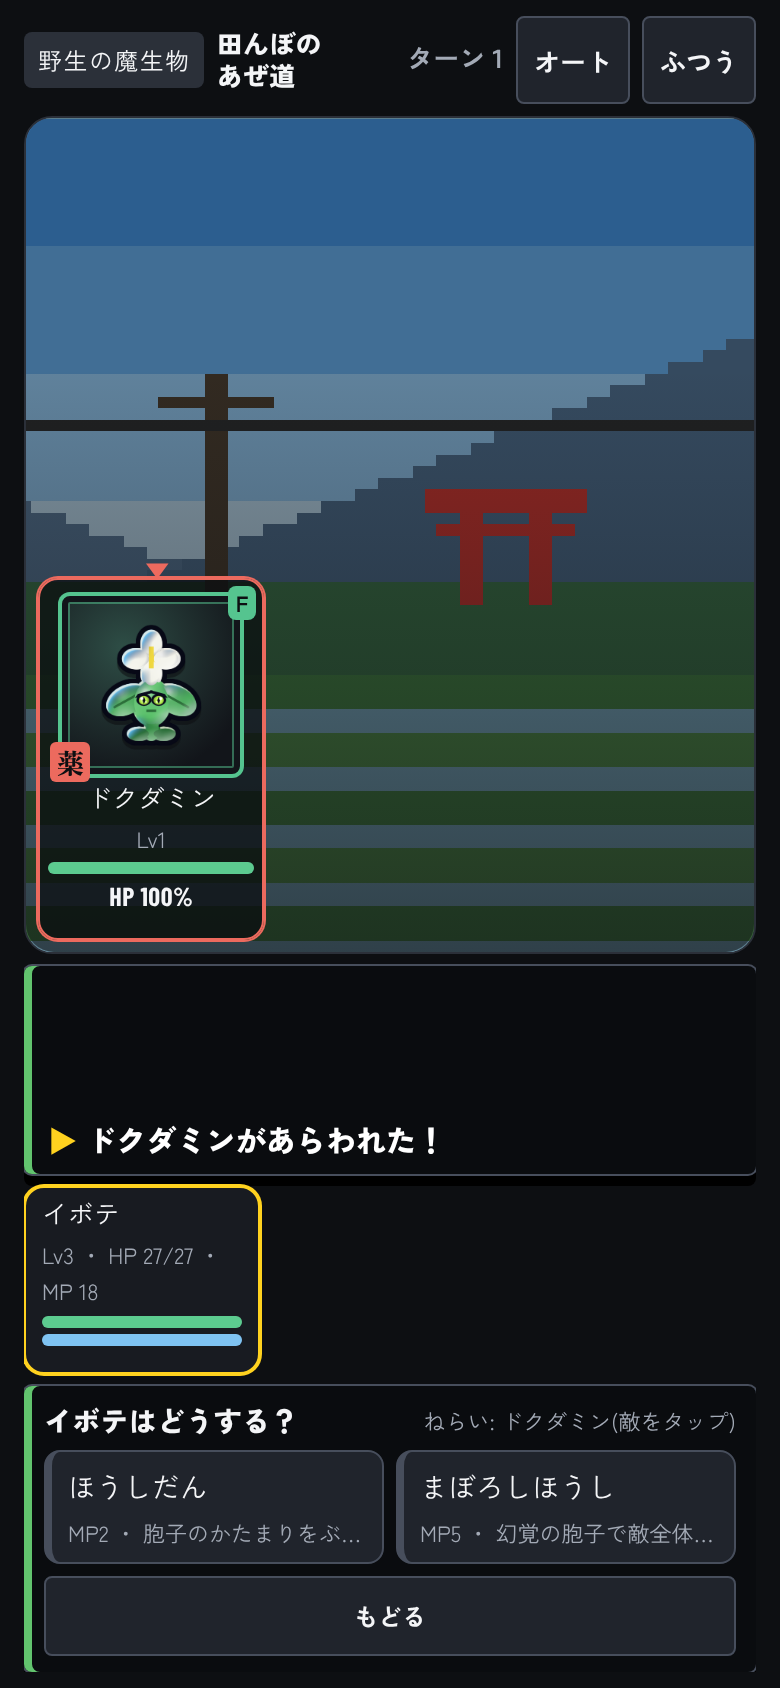 野生の魔生物
田んぼの
あぜ道
ターン 1
オート
ふつう
F
薬
ドクダミン
Lv1
HP 100%
▶ ドクダミンがあらわれた！
イボテ
Lv3 ・ HP 27/27 ・
MP 18
イボテはどうする？
ねらい: ドクダミン(敵をタップ)
ほうしだん
MP2 ・ 胞子のかたまりをぶ…
まぼろしほうし
MP5 ・ 幻覚の胞子で敵全体…
もどる